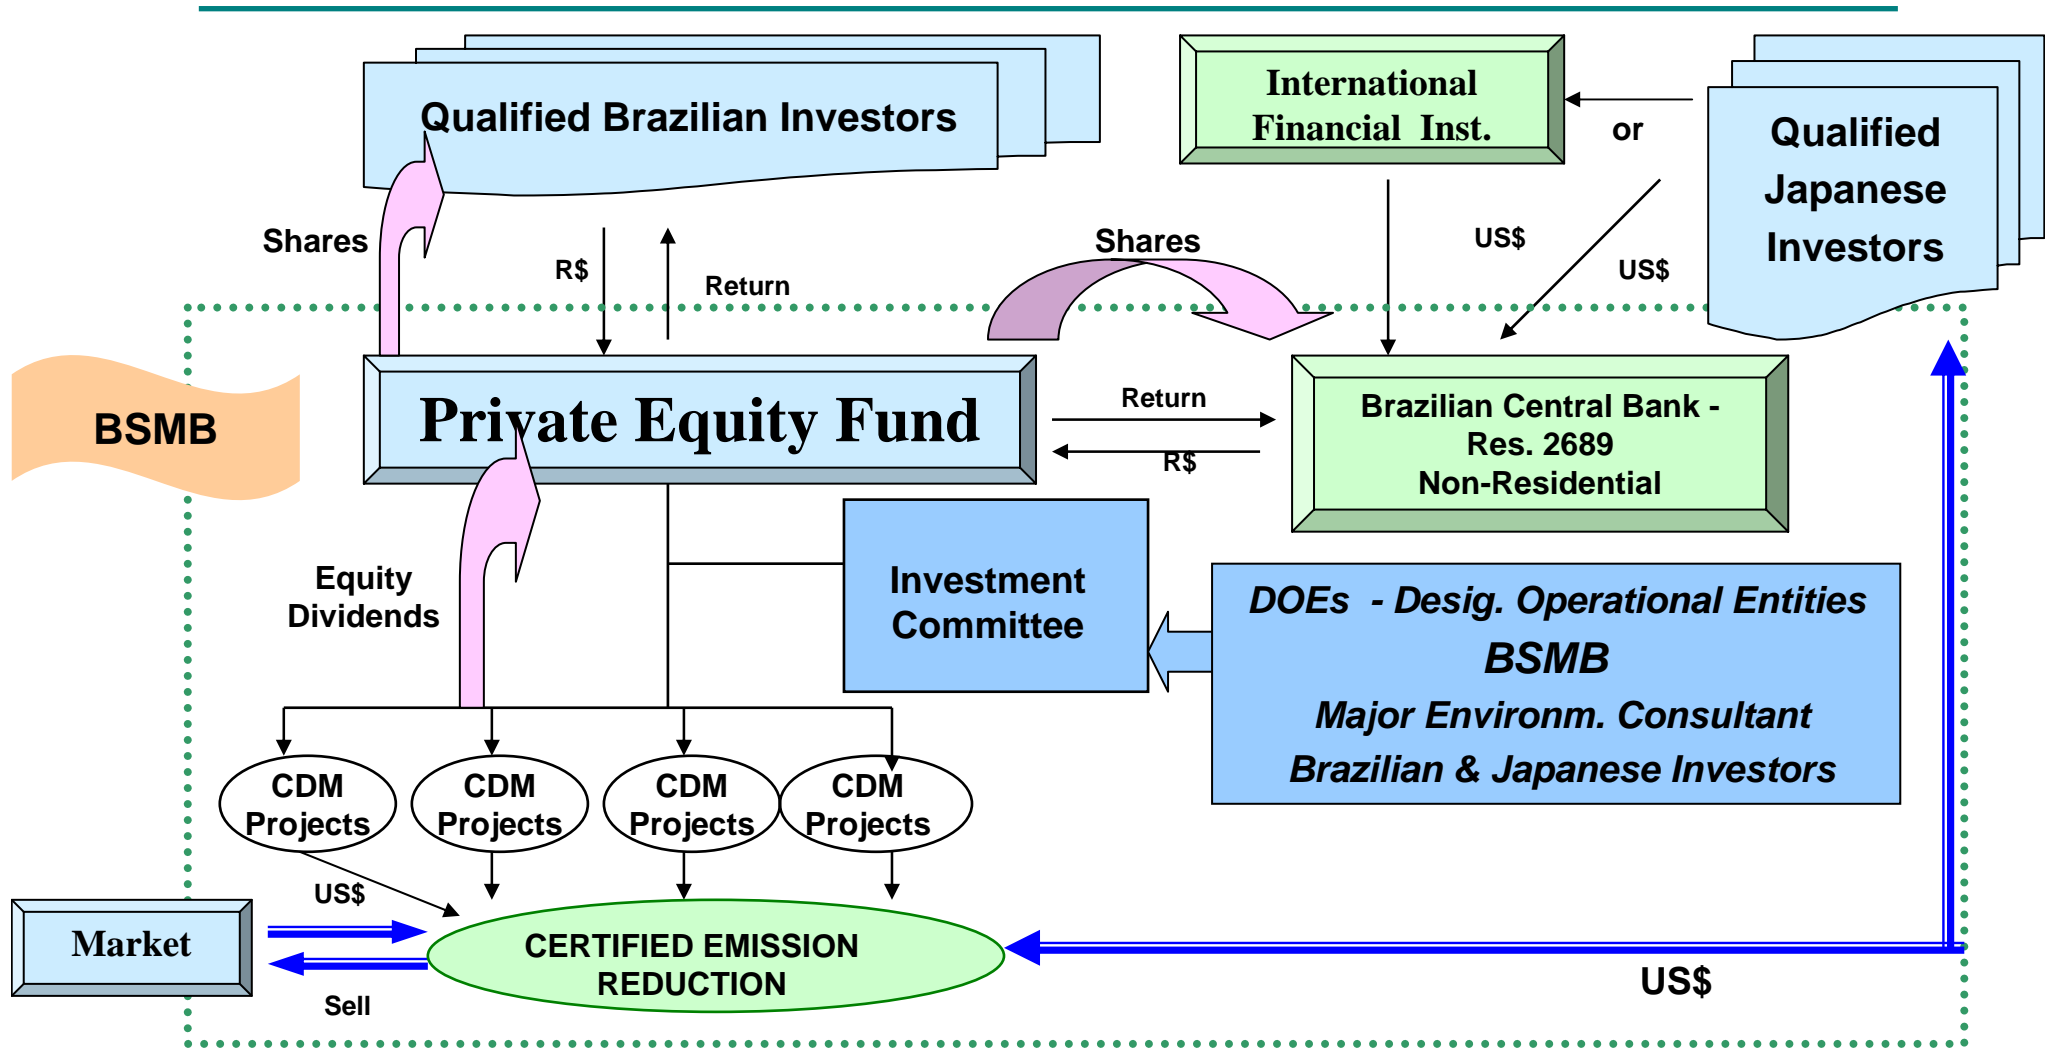 Qualified Brazilian Investors
International
Financial Inst.
or
Qualified
Japanese
Investors
Shares
R$
Return
Shares
US$
US$
BSMB
Private Equity Fund
Return
R$
Brazilian Central Bank -
Res. 2689
Non-Residential
Equity
Dividends
Investment
Committee
DOEs - Desig. Operational Entities
BSMB
Major Environm. Consultant
Brazilian & Japanese Investors
CDM
Projects
CDM
Projects
CDM
Projects
CDM
Projects
US$
Market
CERTIFIED EMISSION
REDUCTION
US$
Sell